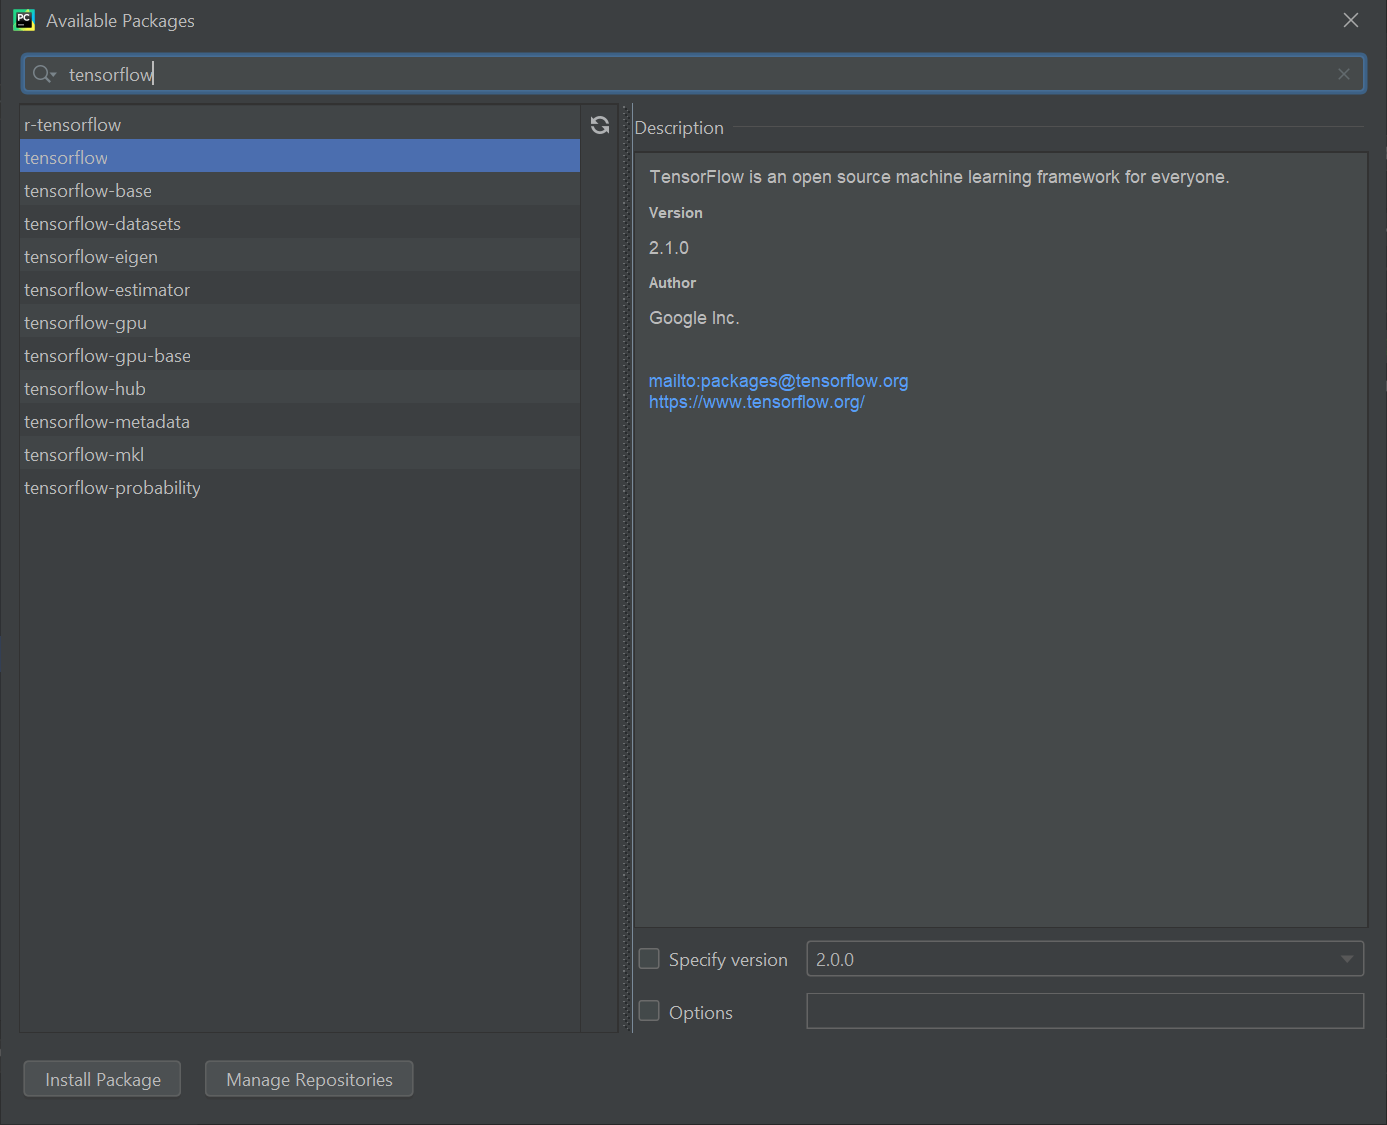 PC
Available Packages
tensorflow
r-tensorflow
tensorflow
tensorflow-base
tensorflow-datasets
tensorflow-eigen
tensorflow-estimator
tensorflow-gpu
tensorflow-gpu-base
tensorflow-hub
tensorflow-metadata
tensorflow-mkl
tensorflow-probability
Description
TensorFlow is an open source machine learning framework for everyone.
Version
2.1.0
Author
Google Inc.
mailto:packages@tensorflow.org
https://www.tensorflow.org/
Specify version 2.0.0
Options
Install Package Manage Repositories